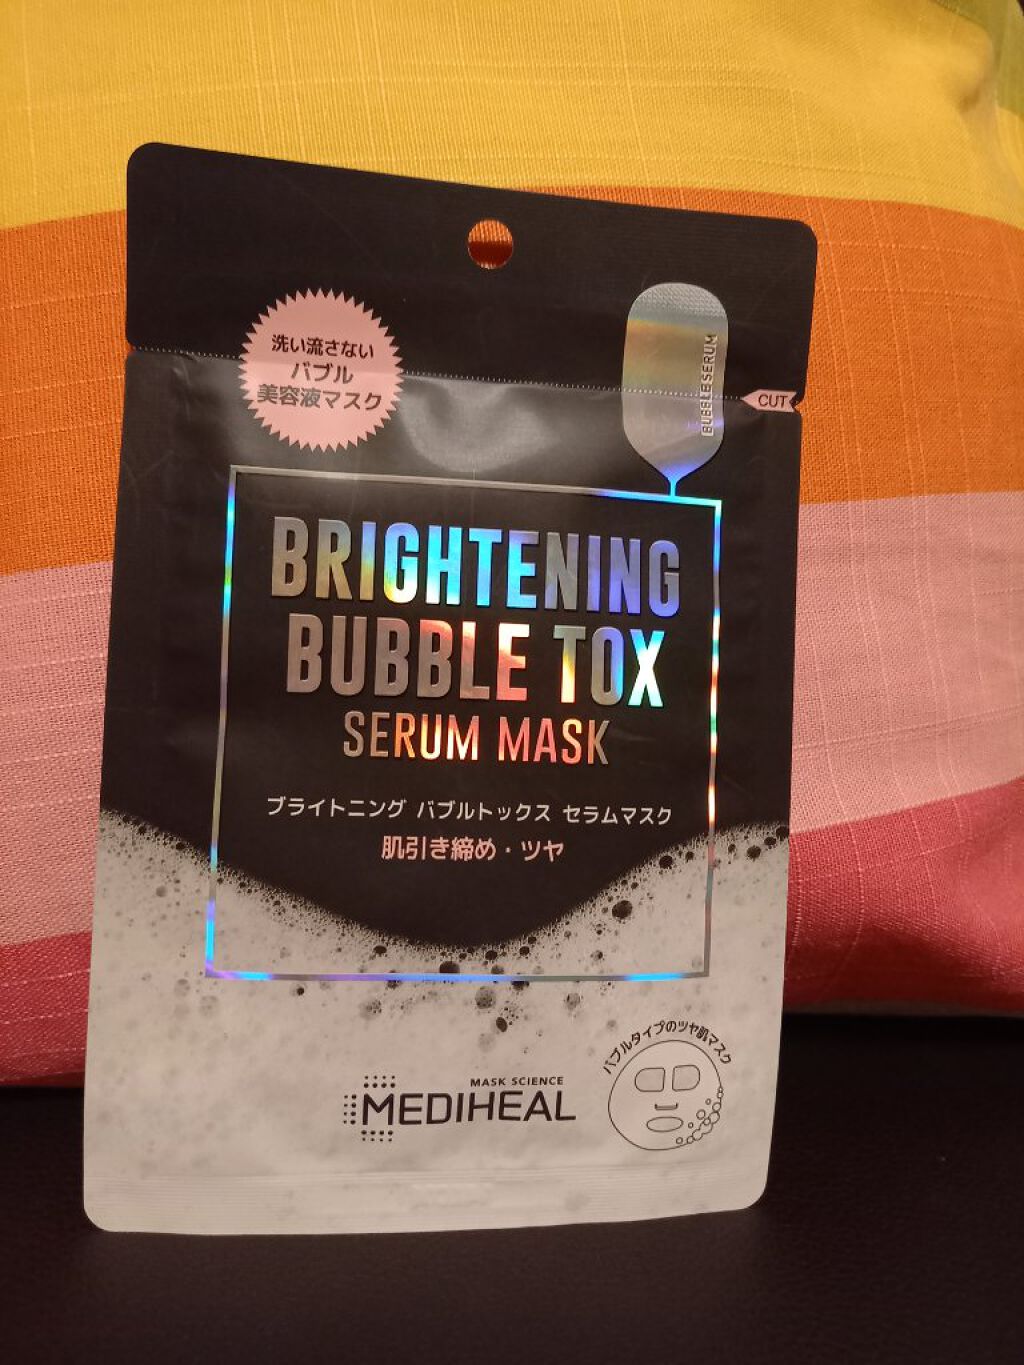 洗い流さない
バブル
美容液マスク
BUBBLE SERUM
CUT
BRIGHTENING
BUBBLE TOX
SERUM MASK
ブライトニング バブルトックス セラムマスク
肌引き締め・ツヤ
バブルタイプのツヤ肌マスク
MASK SCIENCE
MEDIHEAL